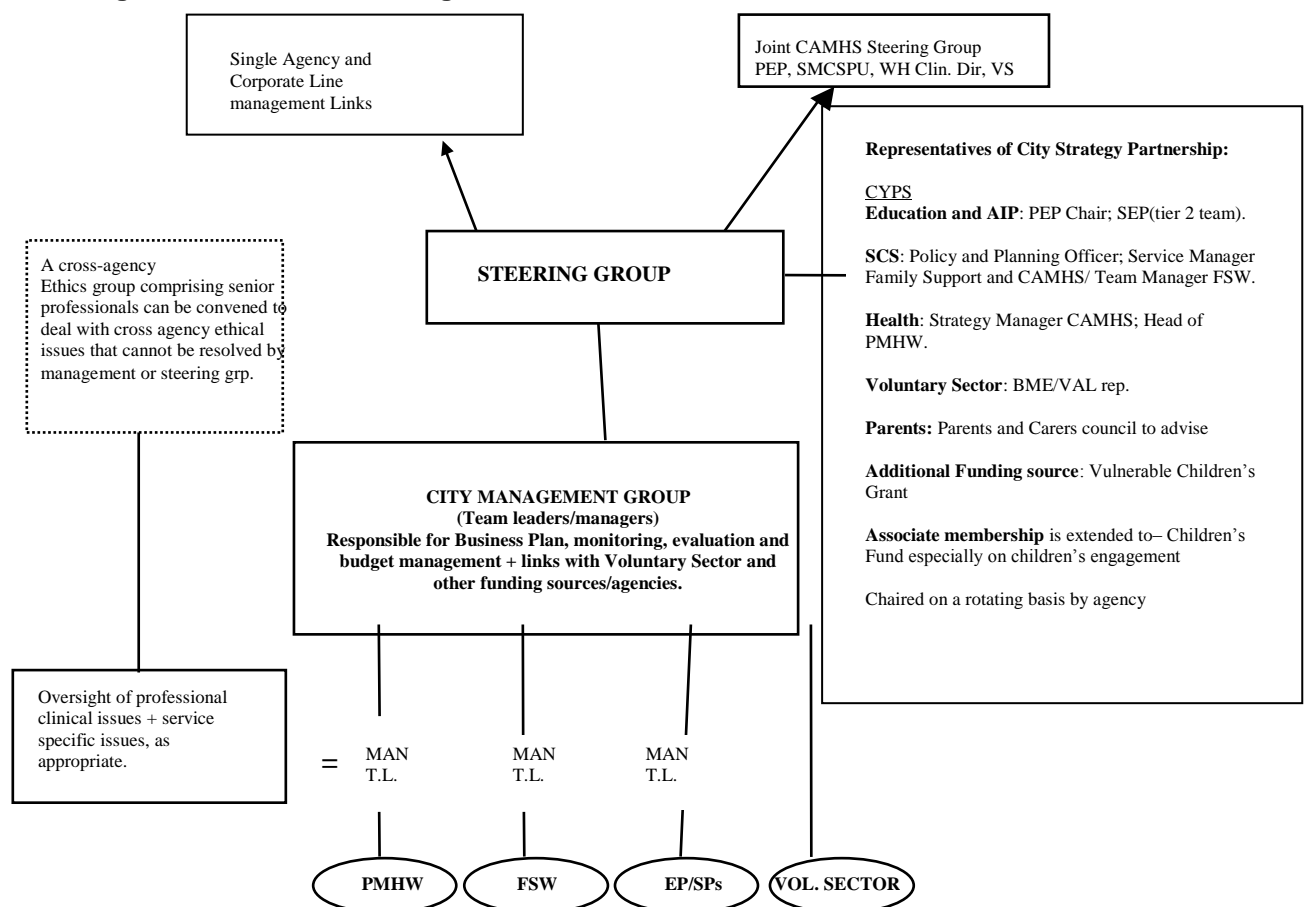 Single Agency and
Corporate Line
management Links
Joint CAMHS Steering Group
PEP, SMCSPU, WH Clin. Dir, VS
Representatives of City Strategy Partnership:
CYPS
Education and AIP: PEP Chair; SEP(tier 2 team).
SCS: Policy and Planning Officer; Service Manager
Family Support and CAMHS/ Team Manager FSW.
Health: Strategy Manager CAMHS; Head of
PMHW.
Voluntary Sector: BME/VAL rep.
Parents: Parents and Carers council to advise
Additional Funding source: Vulnerable Children's
Grant
Associate membership is extended to– Children's
Fund especially on children's engagement
Chaired on a rotating basis by agency
STEERING GROUP
A cross-agency
Ethics group comprising senior
professionals can be convened to
deal with cross agency ethical
issues that cannot be resolved by
management or steering grp.
CITY MANAGEMENT GROUP
(Team leaders/managers)
Responsible for Business Plan, monitoring, evaluation and
budget management + links with Voluntary Sector and
other funding sources/agencies.
Oversight of professional
clinical issues + service
specific issues, as
appropriate.
=
MAN
T.L.
MAN
T.L.
MAN
T.L.
PMHW
FSW
EP/SPs
VOL. SECTOR